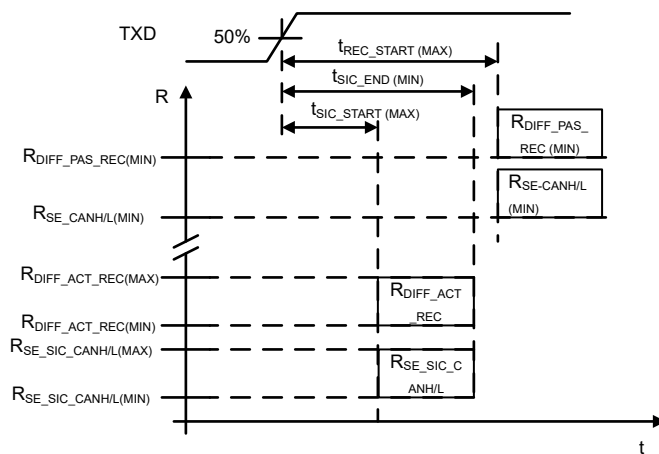 TXD
50%
tREC_START (MAX)
tSIC_END (MIN)
tSIC_START (MAX)
R
RDIFF_PAS_
REC (MIN)
RDIFF_PAS_REC(MIN)
RSE-CANH/L
(MIN)
RSE_CANH/L(MIN)
RDIFF_ACT_REC(MAX)
RDIFF_ACT
_REC
RDIFF_ACT_REC(MIN)
RSE_SIC_CANH/L(MAX)
RSE_SIC_C
ANH/L
RSE_SIC_CANH/L(MIN)
t